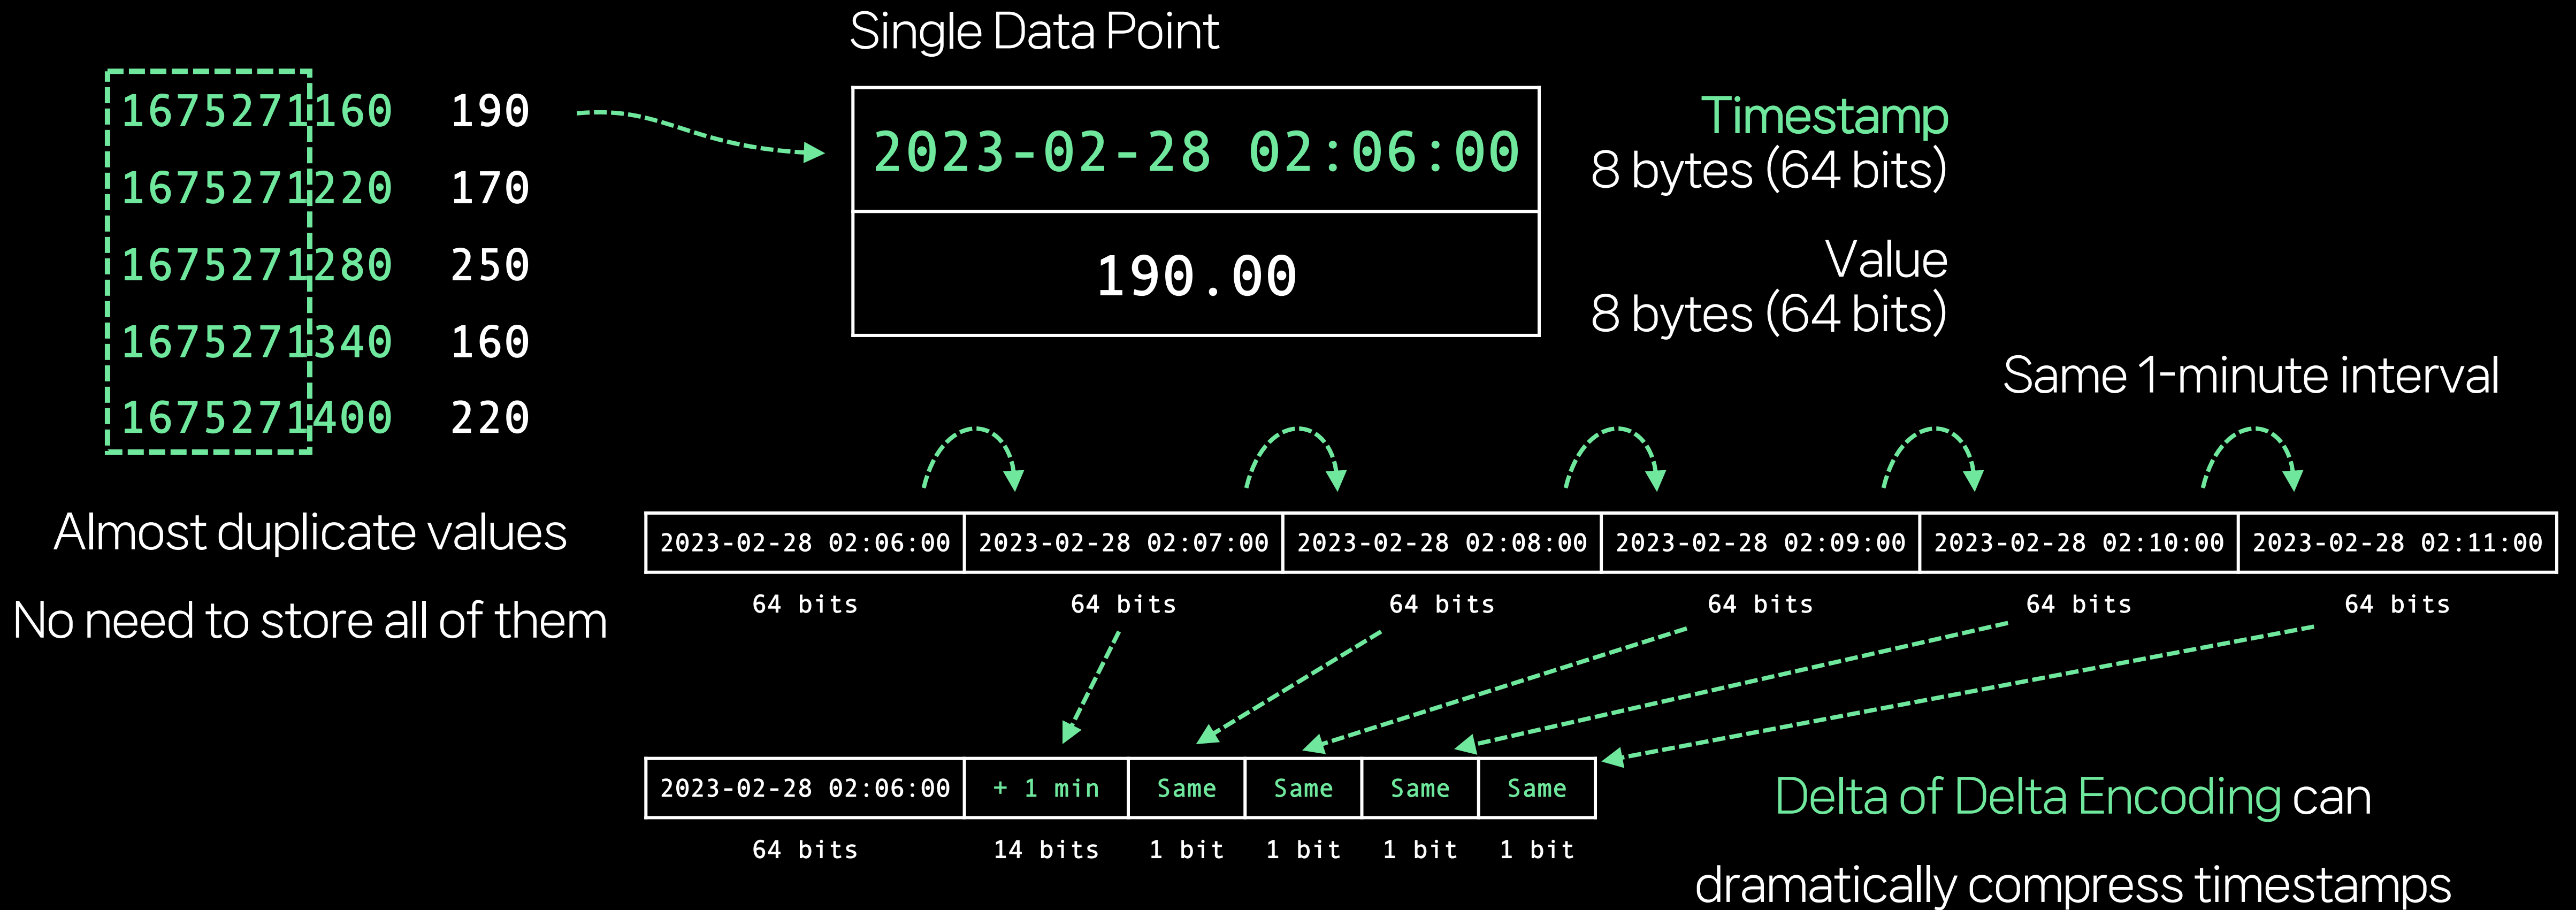 Single Data Point
1675271160 190
1675271220 170
1675271280 250
1675271340 160
1675271400 220
Almost duplicate values
No need to store all of them
2023-02-28 02:06:00
190.00
Timestamp
8 bytes (64 bits)
Value
8 bytes (64 bits)
Same 1-minute interval
2023-02-28 02:06:00 2023-02-28 02:07:00 2023-02-28 02:08:00 2023-02-28 02:09:00 2023-02-28 02:10:00 2023-02-28 02:11:00
64 bits 64 bits 64 bits 64 bits 64 bits 64 bits
2023-02-28 02:06:00 + 1 min Same Same Same Same
64 bits 14 bits 1 bit 1 bit 1 bit 1 bit
Delta of Delta Encoding can
dramatically compress timestamps